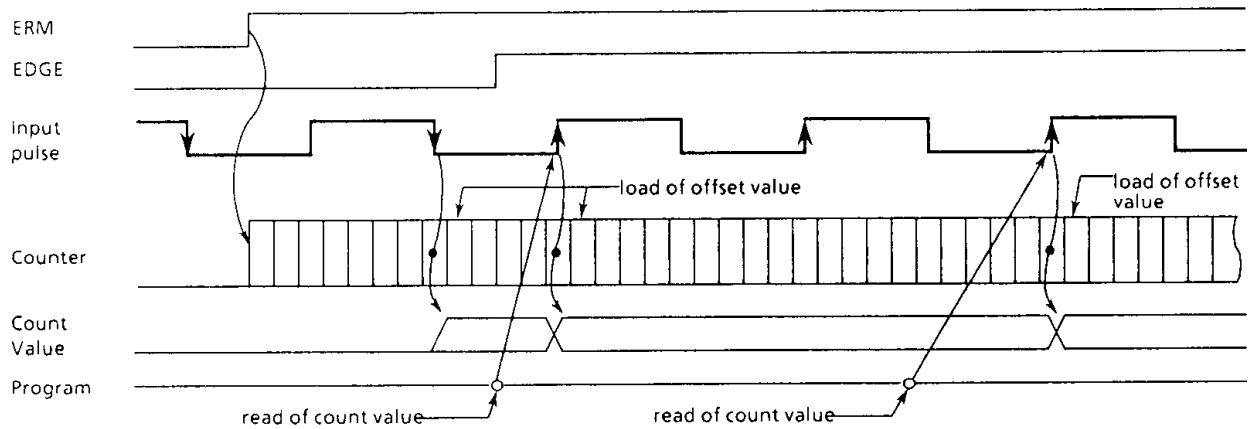 ERM
EDGE
input
pulse
load of offset value
load of offset
value
Counter
Count
Value
Program
read of count value
read of count value